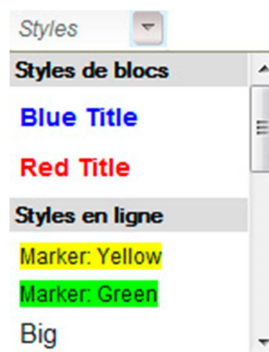 Styles
Styles de blocs
Blue Title
Red Title
Styles en ligne
Marker: Yellow
Marker: Green
Big